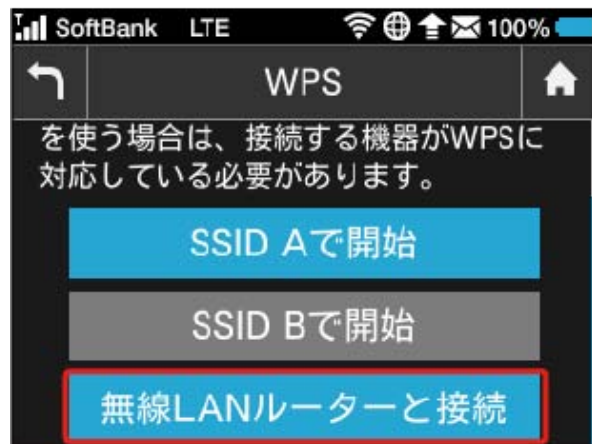 SoftBank LTE 100%
WPS
を使う場合は、接続する機器がWPSに
対応している必要があります。
SSID Aで開始
SSID Bで開始
無線LANルーターと接続